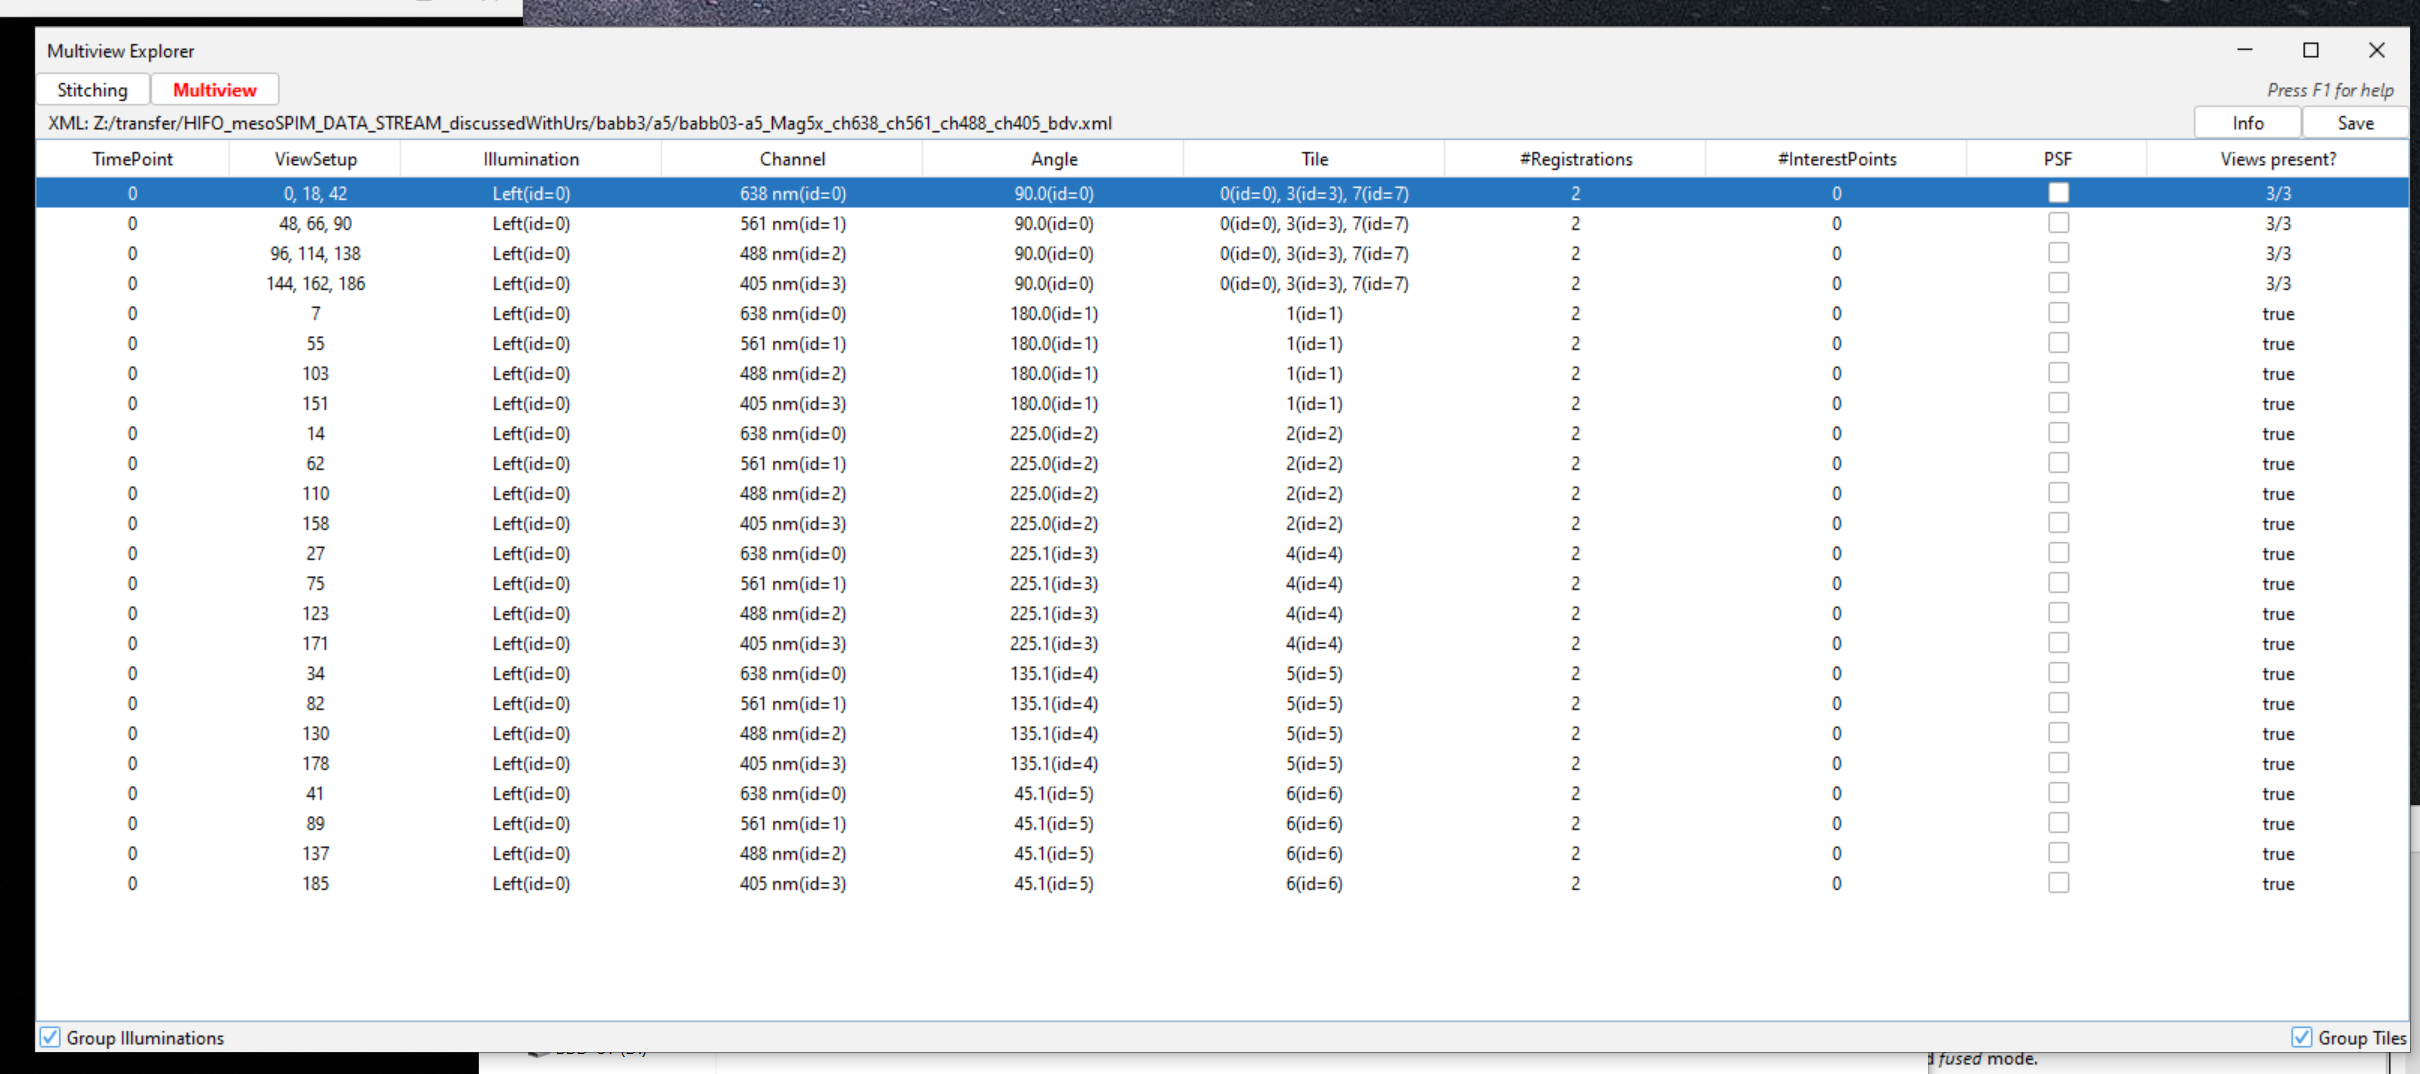 Multiview Explorer
Stitching Multiview Press F1 for help
XML: Z:/transfer/HIFO_mesoSPIM_DATA_STREAM_discussedWithUrs/babb3/a5/babb03-a5_Mag5x_ch638_ch561_ch488_ch405_bdv.xml Info Save
TimePoint ViewSetup Illumination Channel Angle Tile #Registrations #InterestPoints PSF Views present?
0 0, 18, 42 Left(id=0) 638 nm(id=0) 90.0(id=0) 0(id=0), 3(id=3), 7(id=7) 2 0 3/3
0 48, 66, 90 Left(id=0) 561 nm(id=1) 90.0(id=0) 0(id=0), 3(id=3), 7(id=7) 2 0 3/3
0 96, 114, 138 Left(id=0) 488 nm(id=2) 90.0(id=0) 0(id=0), 3(id=3), 7(id=7) 2 0 3/3
0 144, 162, 186 Left(id=0) 405 nm(id=3) 90.0(id=0) 0(id=0), 3(id=3), 7(id=7) 2 0 3/3
0 7 Left(id=0) 638 nm(id=0) 180.0(id=1) 1(id=1) 2 0 true
0 55 Left(id=0) 561 nm(id=1) 180.0(id=1) 1(id=1) 2 0 true
0 103 Left(id=0) 488 nm(id=2) 180.0(id=1) 1(id=1) 2 0 true
0 151 Left(id=0) 405 nm(id=3) 180.0(id=1) 1(id=1) 2 0 true
0 14 Left(id=0) 638 nm(id=0) 225.0(id=2) 2(id=2) 2 0 true
0 62 Left(id=0) 561 nm(id=1) 225.0(id=2) 2(id=2) 2 0 true
0 110 Left(id=0) 488 nm(id=2) 225.0(id=2) 2(id=2) 2 0 true
0 158 Left(id=0) 405 nm(id=3) 225.0(id=2) 2(id=2) 2 0 true
0 27 Left(id=0) 638 nm(id=0) 225.1(id=3) 4(id=4) 2 0 true
0 75 Left(id=0) 561 nm(id=1) 225.1(id=3) 4(id=4) 2 0 true
0 123 Left(id=0) 488 nm(id=2) 225.1(id=3) 4(id=4) 2 0 true
0 171 Left(id=0) 405 nm(id=3) 225.1(id=3) 4(id=4) 2 0 true
0 34 Left(id=0) 638 nm(id=0) 135.1(id=4) 5(id=5) 2 0 true
0 82 Left(id=0) 561 nm(id=1) 135.1(id=4) 5(id=5) 2 0 true
0 130 Left(id=0) 488 nm(id=2) 135.1(id=4) 5(id=5) 2 0 true
0 178 Left(id=0) 405 nm(id=3) 135.1(id=4) 5(id=5) 2 0 true
0 41 Left(id=0) 638 nm(id=0) 45.1(id=5) 6(id=6) 2 0 true
0 89 Left(id=0) 561 nm(id=1) 45.1(id=5) 6(id=6) 2 0 true
0 137 Left(id=0) 488 nm(id=2) 45.1(id=5) 6(id=6) 2 0 true
0 185 Left(id=0) 405 nm(id=3) 45.1(id=5) 6(id=6) 2 0 true
Group Illuminations Group Tiles
fused mode.